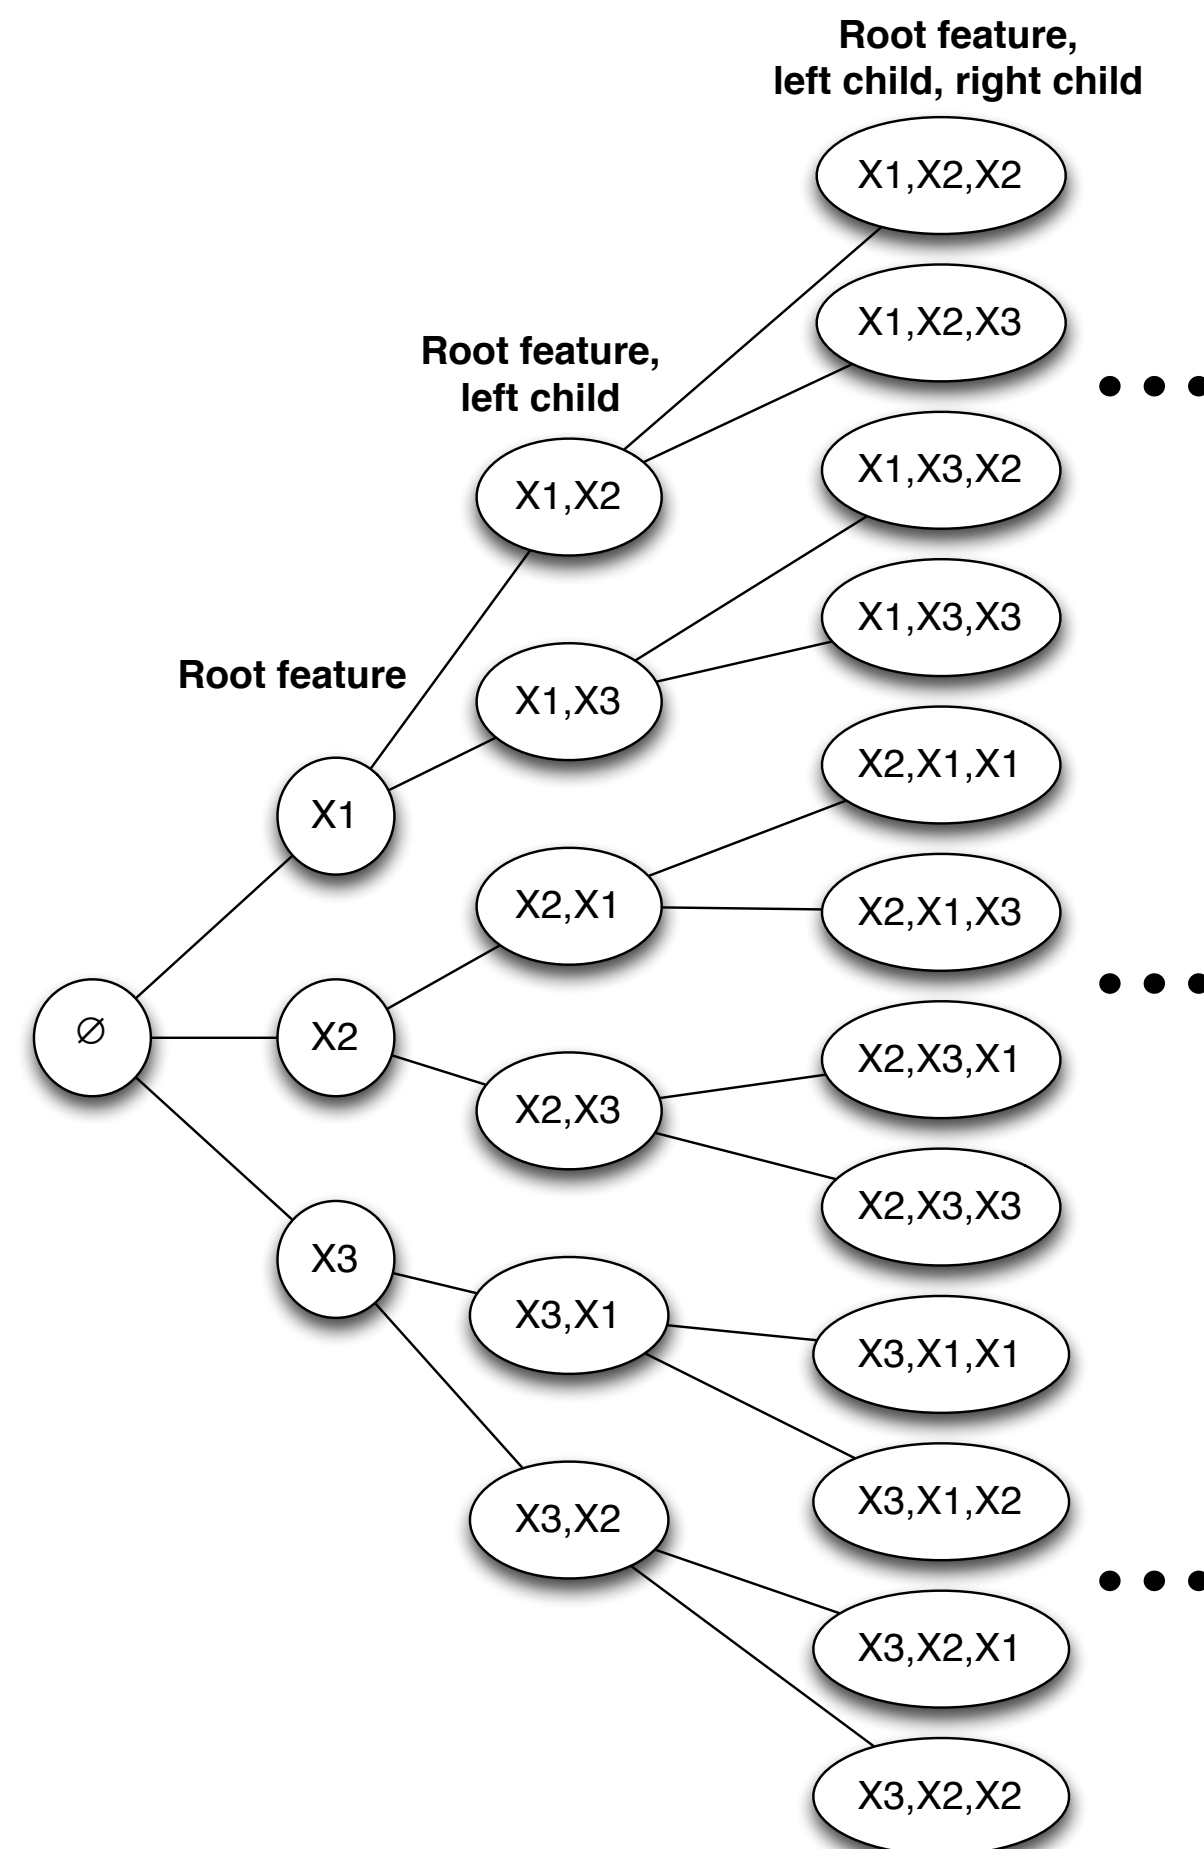 Root feature,
left child, right child
X1,X2,X2
X1,X2,X3
Root feature,
left child
X1,X3,X2
X1,X2
X1,X3,X3
Root feature
X1,X3
X2,X1,X1
X1
X2,X1
X2,X1,X3
∅
X2
X2,X3,X1
X2,X3
X2,X3,X3
X3
X3,X1
X3,X1,X1
X3,X1,X2
X3,X2
X3,X2,X1
X3,X2,X2